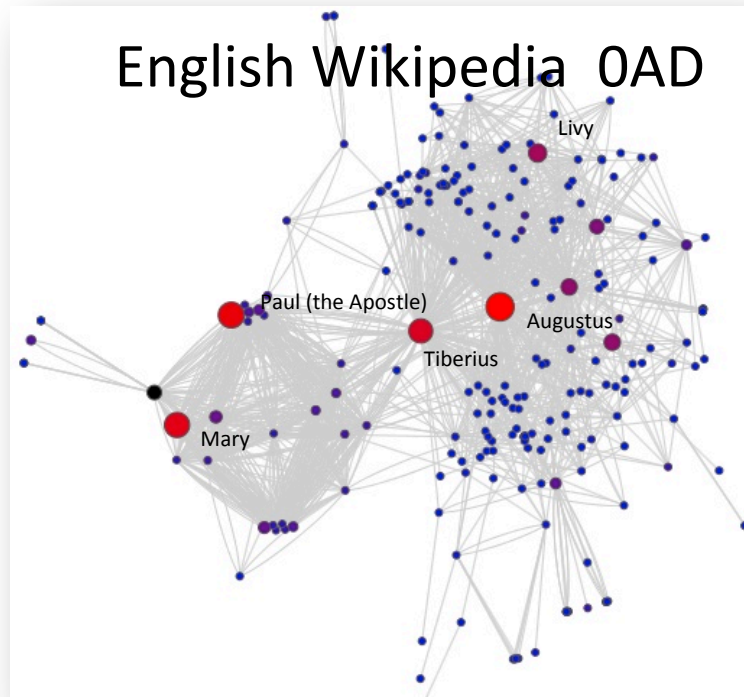 English Wikipedia 0AD
Livy
Paul (the Apostle)
Augustus
Tiberius
Mary